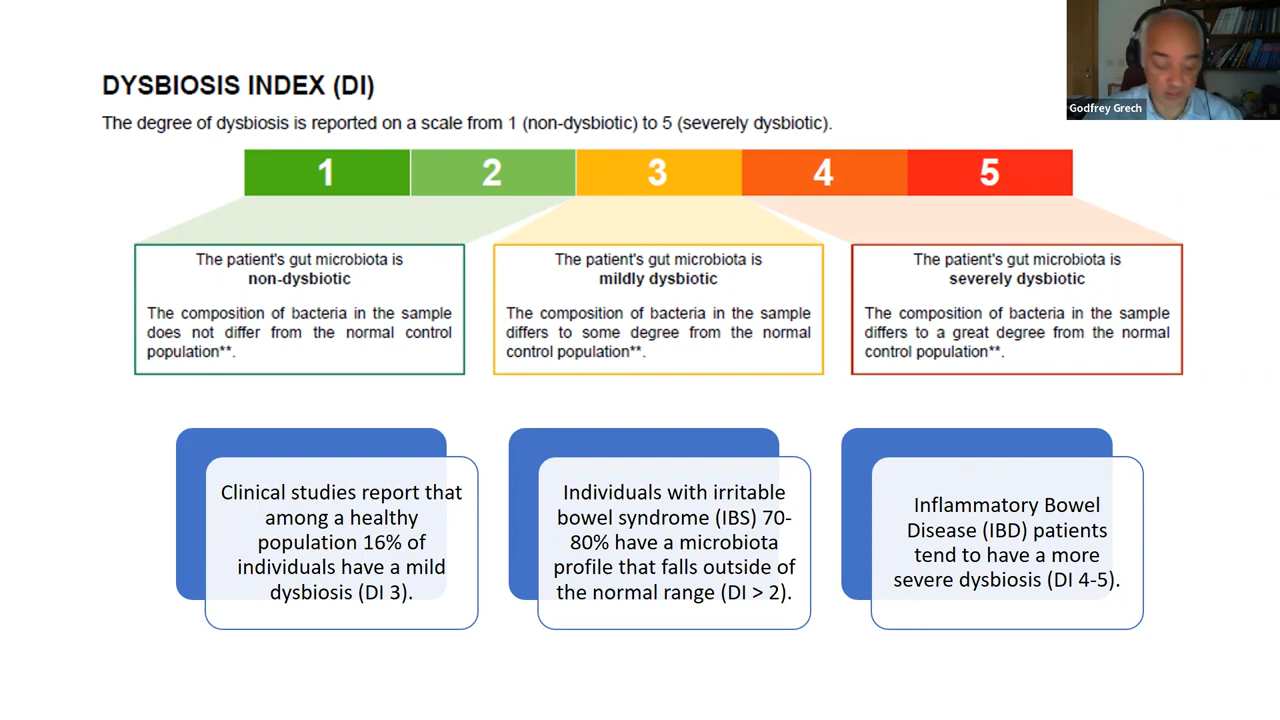 DYSBIOSIS INDEX (DI)
The degree of dysbiosis is reported on a scale from 1 (non-dysbiotic) to 5 (severely dysbiotic).
Godfrey Grech
1 2 3 4 5
The patient's gut microbiota is
non-dysbiotic
The composition of bacteria in the sample
does not differ from the normal control
population**.
The patient's gut microbiota is
mildly dysbiotic
The composition of bacteria in the sample
differs to some degree from the normal
control population**.
The patient's gut microbiota is
severely dysbiotic
The composition of bacteria in the sample
differs to a great degree from the normal
control population**.
Clinical studies report that
among a healthy
population 16% of
individuals have a mild
dysbiosis (DI 3).
Individuals with irritable
bowel syndrome (IBS) 70-
80% have a microbiota
profile that falls outside of
the normal range (DI > 2).
Inflammatory Bowel
Disease (IBD) patients
tend to have a more
severe dysbiosis (DI 4-5).